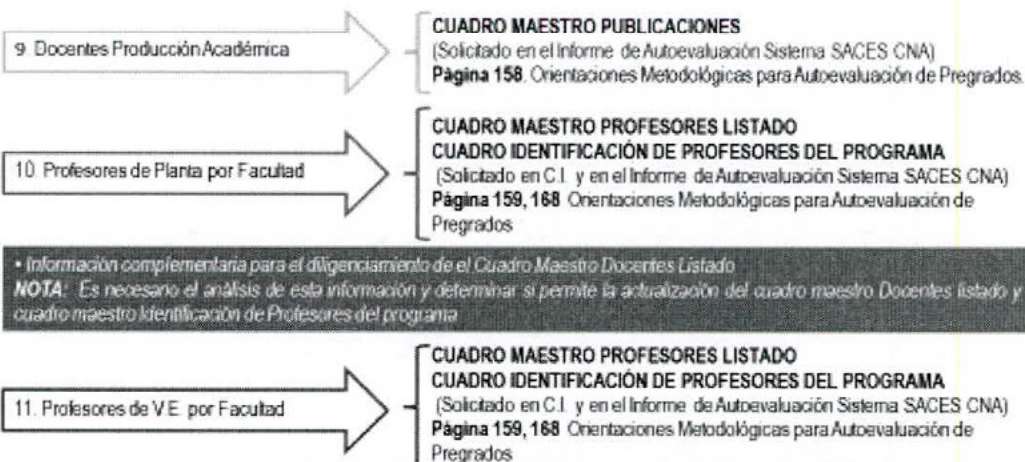 9 Docentes Producción Académica
CUADRO MAESTRO PUBLICACIONES
(Solicitado en el Informe de Autoevaluación Sistema SACES CNA)
Página 158. Orientaciones Metodológicas para Autoevaluación de Pregrados.
10. Profesores de Planta por Facultad
CUADRO MAESTRO PROFESORES LISTADO
CUADRO IDENTIFICACIÓN DE PROFESORES DEL PROGRAMA
(Solicitado en C.I. y en el Informe de Autoevaluación Sistema SACES CNA)
Página 159, 168 Orientaciones Metodológicas para Autoevaluación de
Pregrados
• Información complementaria para el diligenciamiento de el Cuadro Maestro Docentes Listado
NOTA: Es necesario el análisis de esta información y determinar si permite la actualización del cuadro maestro Docentes listado y
cuadro maestro Identificación de Profesores del programa
11. Profesores de V.E. por Facultad
CUADRO MAESTRO PROFESORES LISTADO
CUADRO IDENTIFICACIÓN DE PROFESORES DEL PROGRAMA
(Solicitado en C.I. y en el Informe de Autoevaluación Sistema SACES CNA)
Página 159, 168 Orientaciones Metodológicas para Autoevaluación de
Pregrados